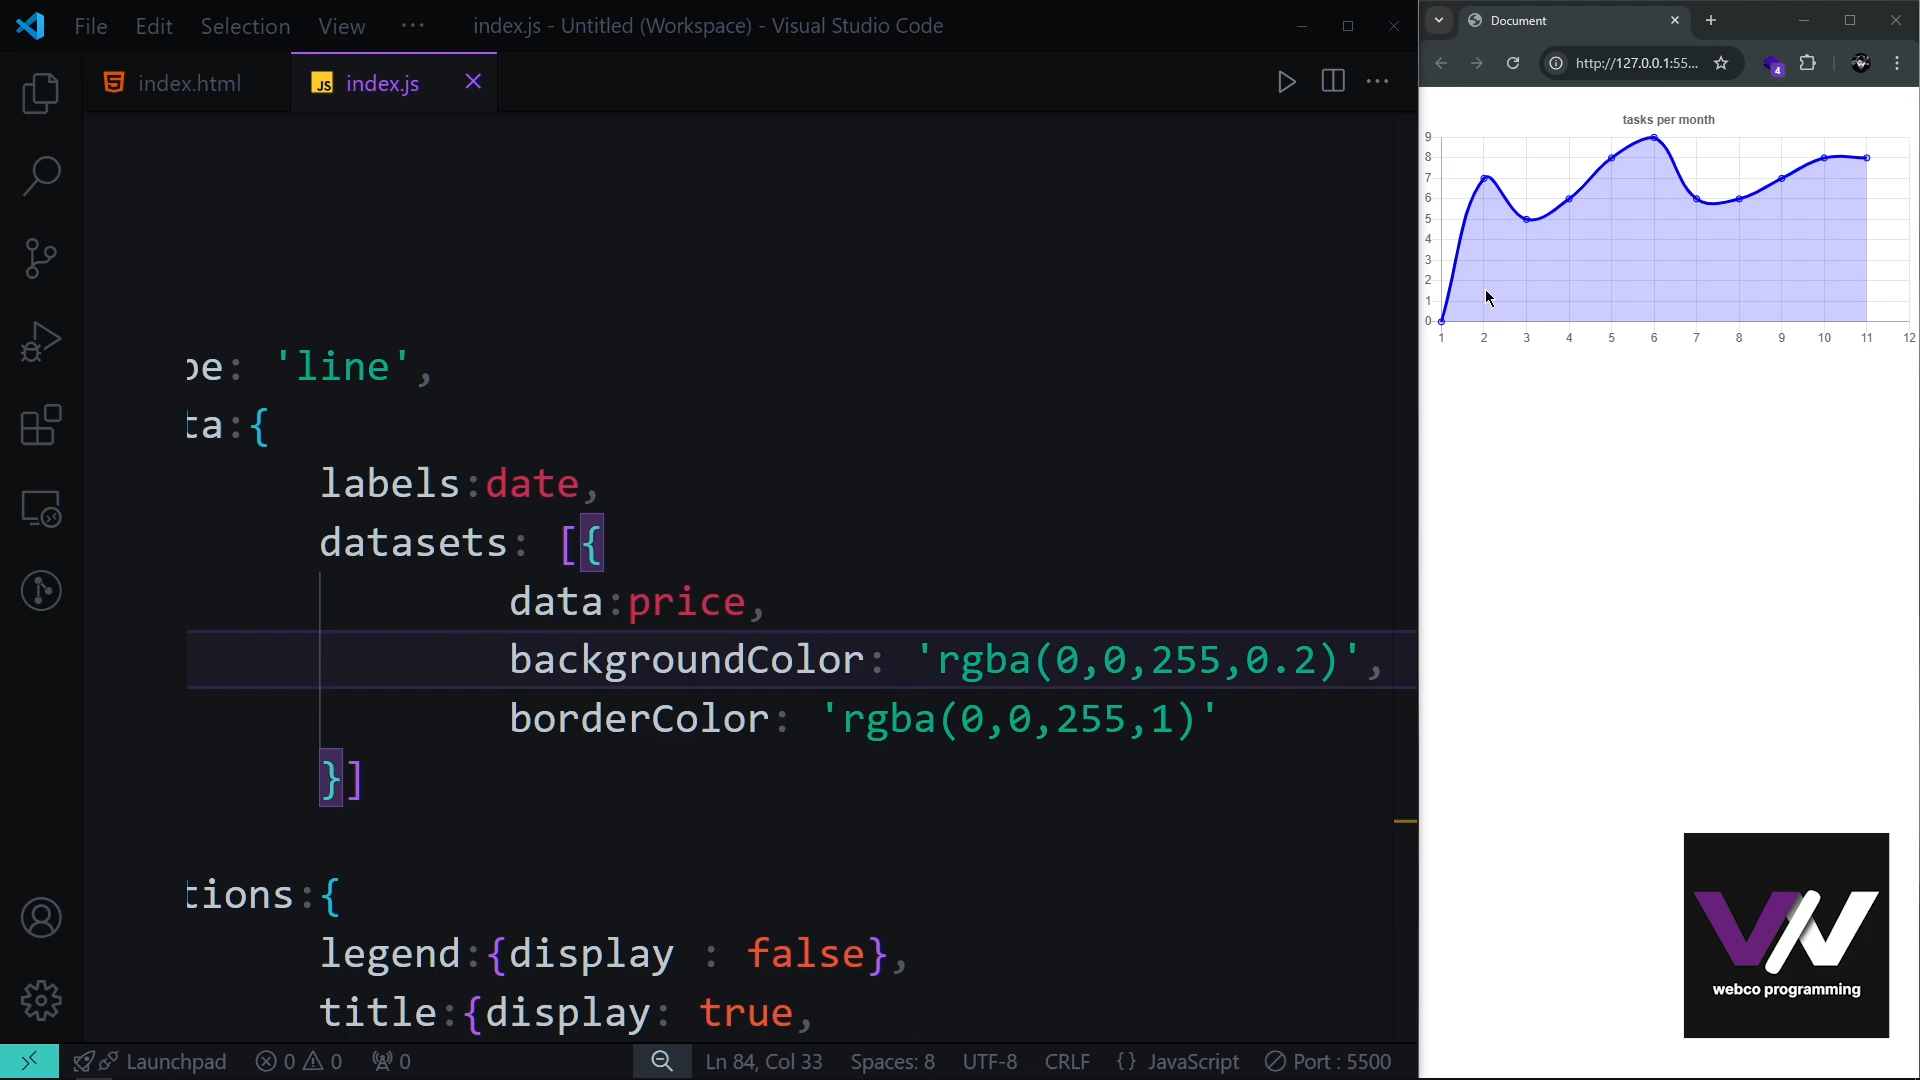 File Edit Selection View ··· index.js - Untitled (Workspace) - Visual Studio Code
index.html index.js
pe: 'line',
ta:{
labels:date,
datasets: [{
data:price,
backgroundColor: 'rgba(0,0,255,0.2)',
borderColor: 'rgba(0,0,255,1)'
}]
tions:{
legend:{display : false},
title:{display: true,
Launchpad 0 0 0 Ln 84, Col 33 Spaces: 8 UTF-8 CRLF {} JavaScript Port : 5500
Document
http://127.0.0.1:55...
4
tasks per month
9
8
7
6
5
4
3
2
1
0
1 2 3 4 5 6 7 8 9 10 11 12
webco programming